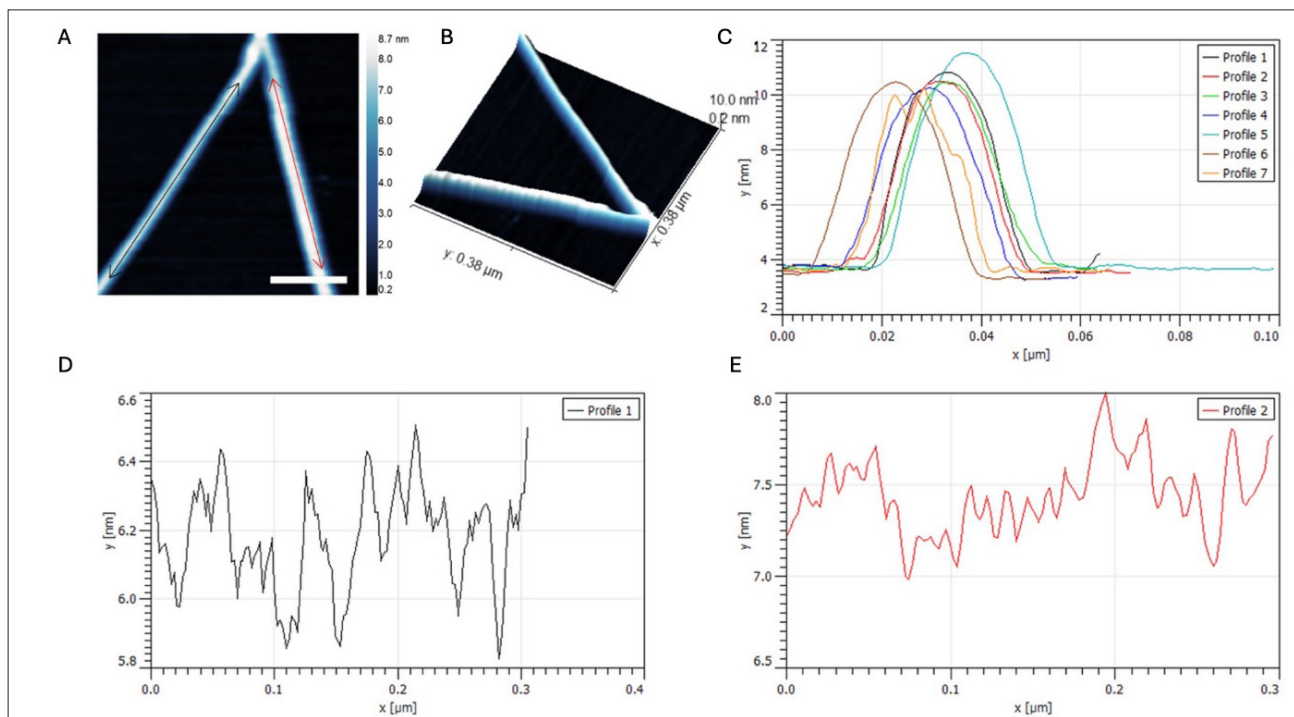 A
8.7 nm
8.0
7.0
6.0
5.0
4.0
3.0
2.0
1.0
0.2
B
10.0 nm
0.2 nm
x: 0.38 µm
y: 0.38 µm
C
12
10
8
6
4
2
y [nm]
Profile 1
Profile 2
Profile 3
Profile 4
Profile 5
Profile 6
Profile 7
0.00 0.02 0.04 0.06 0.08 0.10
x [µm]
D
6.6
6.4
6.2
6.0
5.8
y [nm]
Profile 1
0.0 0.1 0.2 0.3 0.4
x [µm]
E
8.0
7.5
7.0
6.5
y [nm]
Profile 2
0.0 0.1 0.2 0.3
x [µm]